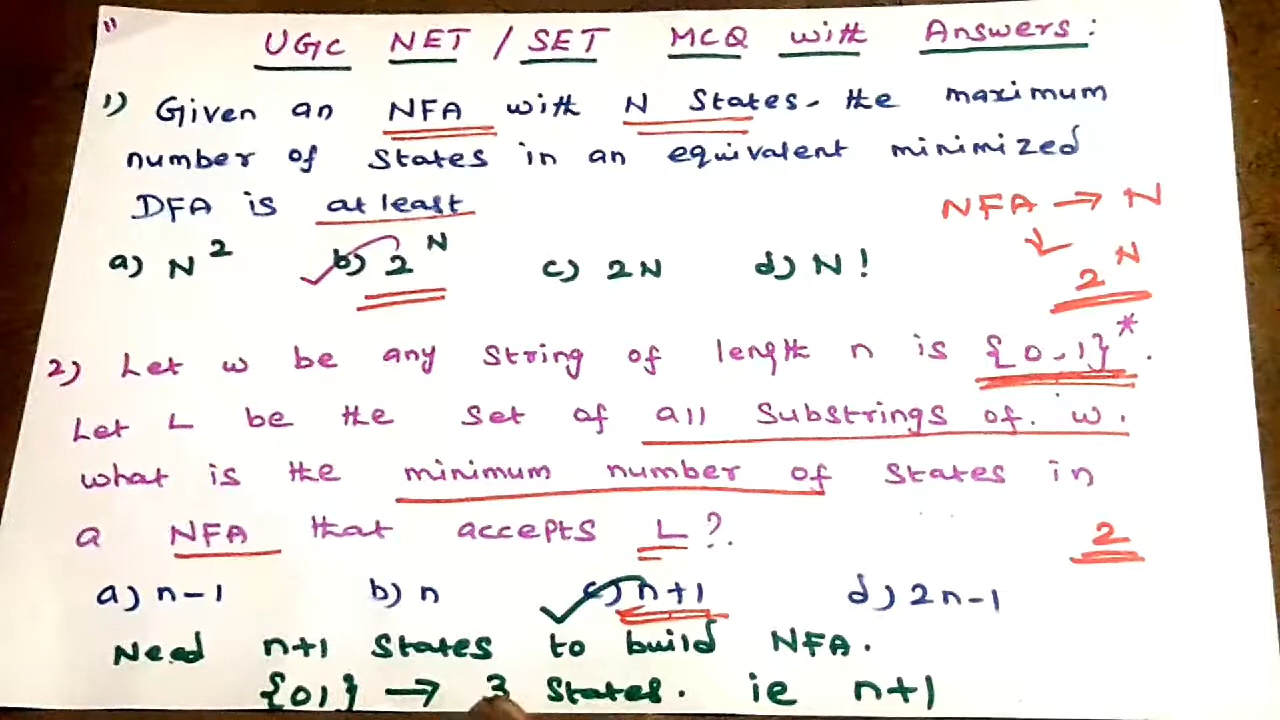 UGC NET / SET MCQ with Answers:
1) Given an NFA with N States. the maximum
number of states in an equivalent minimized
DFA is atleast
NFA → N
a) N² b) 2^N c) 2N d) N!
2^N
2) Let w be any string of length n is {0,1}*.
Let L be the set of all substrings of w.
what is the minimum number of states in
a NFA that accepts L?.
2
a) n-1 b) n c) n+1 d) 2n-1
Need n+1 states to build NFA.
{01} → 3 states. ie n+1